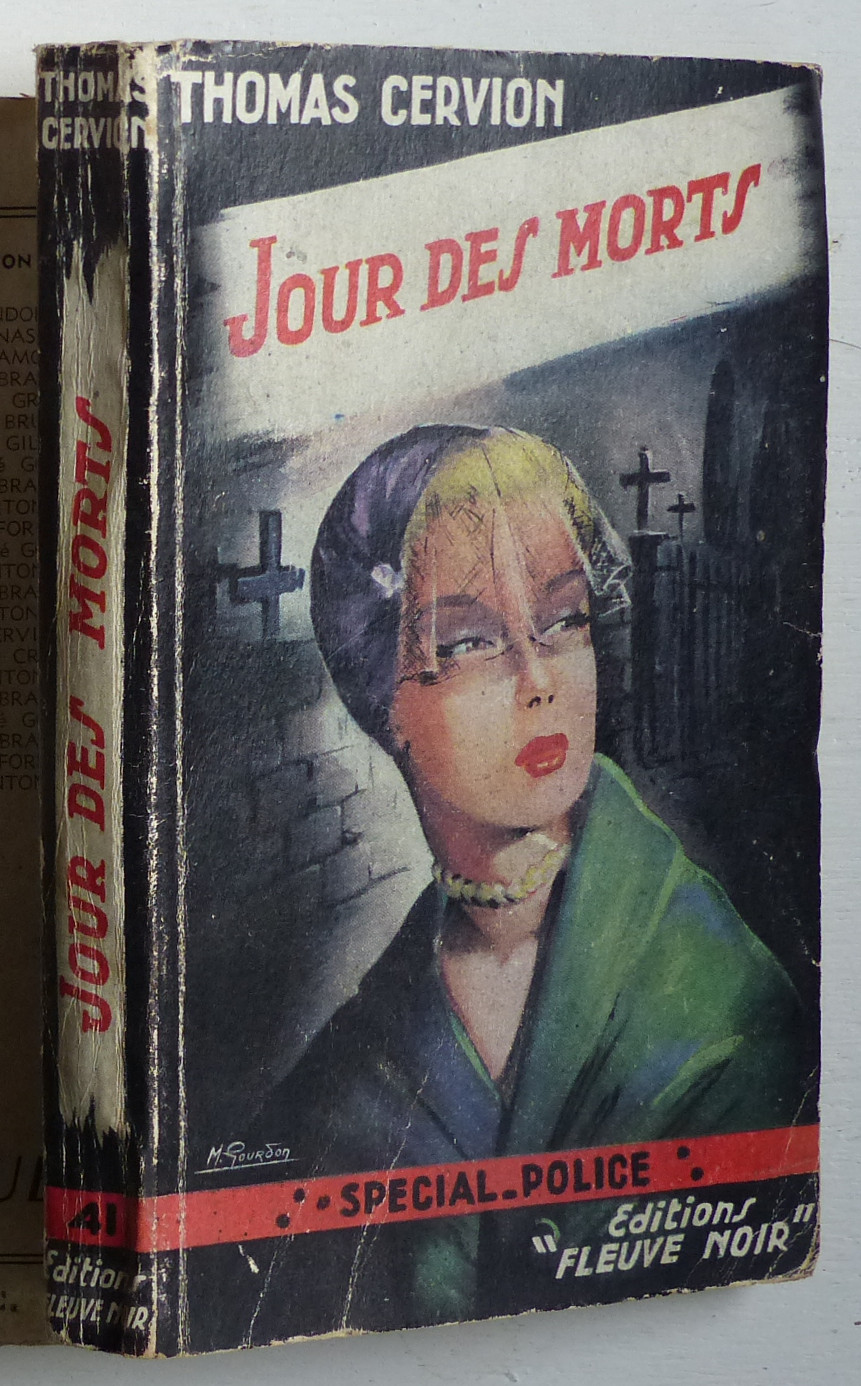 THOMAS CERVION
JOUR DES MORTS
M. Gourdon
SPECIAL-POLICE
Editions
"FLEUVE NOIR"
THOMAS
CERVION
JOUR DES MORTS
41
Editions
FLEUVE NOIR
ON